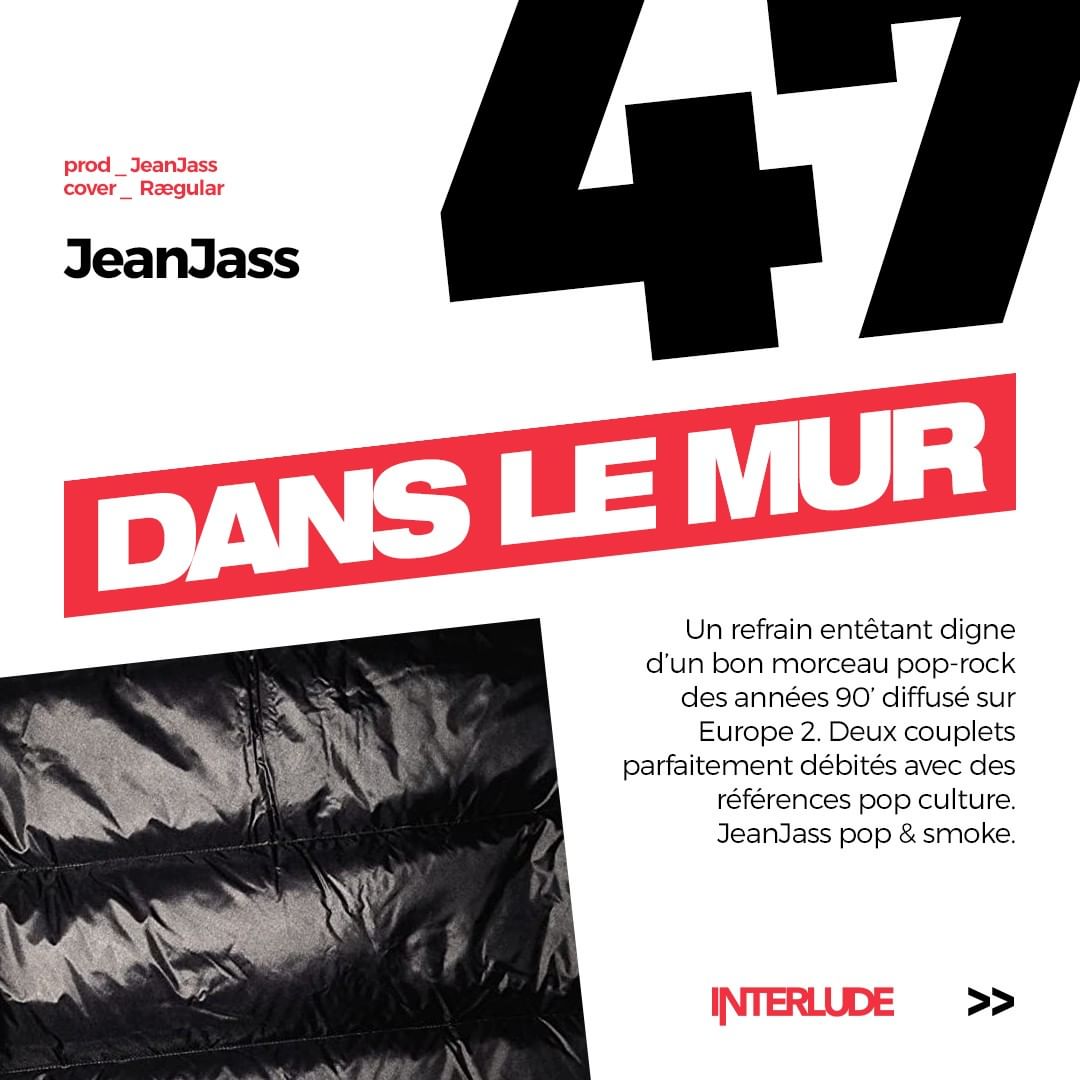 47
prod _ JeanJass
cover _ Rægular
JeanJass
DANS LE MUR
Un refrain entêtant digne
d’un bon morceau pop-rock
des années 90’ diffusé sur
Europe 2. Deux couplets
parfaitement débités avec des
références pop culture.
JeanJass pop & smoke.
INTERLUDE >>